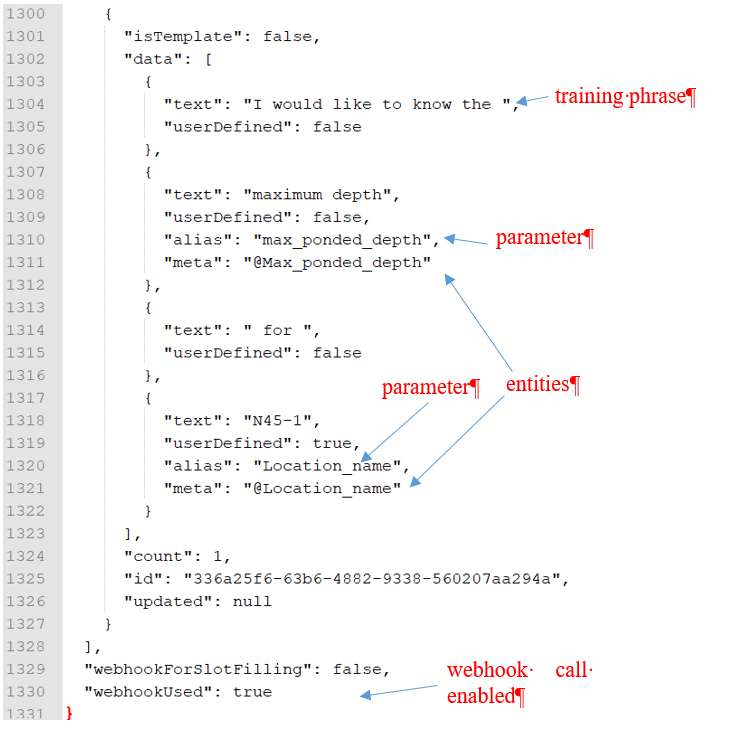 1300 {
1301 "isTemplate": false,
1302 "data": [
1303 {
1304 "text": "I would like to know the ", training·phrase¶
1305 "userDefined": false
1306 },
1307 {
1308 "text": "maximum depth",
1309 "userDefined": false,
1310 "alias": "max_ponded_depth", parameter¶
1311 "meta": "@Max_ponded_depth"
1312 },
1313 {
1314 "text": " for ",
1315 "userDefined": false
1316 },
parameter¶ entities¶
1317 {
1318 "text": "N45-1",
1319 "userDefined": true,
1320 "alias": "Location_name",
1321 "meta": "@Location_name"
1322 }
1323 ],
1324 "count": 1,
1325 "id": "336a25f6-63b6-4882-9338-560207aa294a",
1326 "updated": null
1327 }
1328 ],
1329 "webhookForSlotFilling": false, webhook· call·
1330 "webhookUsed": true enabled¶
1331 }